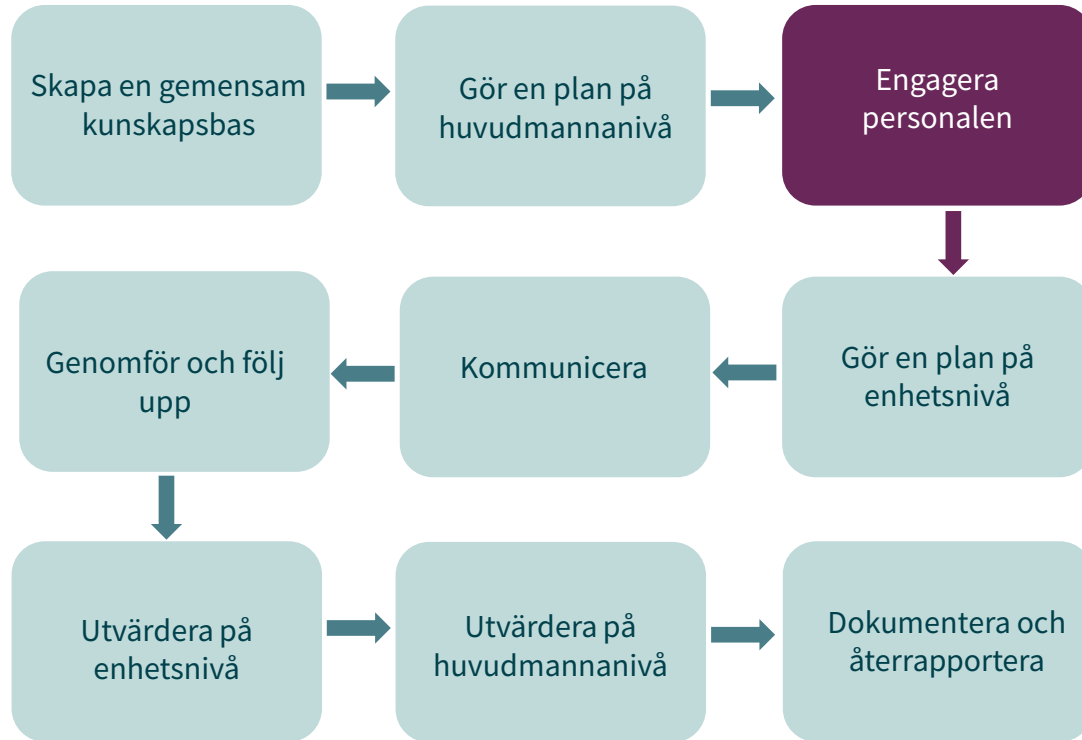 Skapa en gemensam
kunskapsbas
Gör en plan på
huvudmannanivå
Engagera
personalen
Genomför och följ
upp
Kommunicera
Gör en plan på
enhetsnivå
Utvärdera på
enhetsnivå
Utvärdera på
huvudmannanivå
Dokumentera och
återrapportera